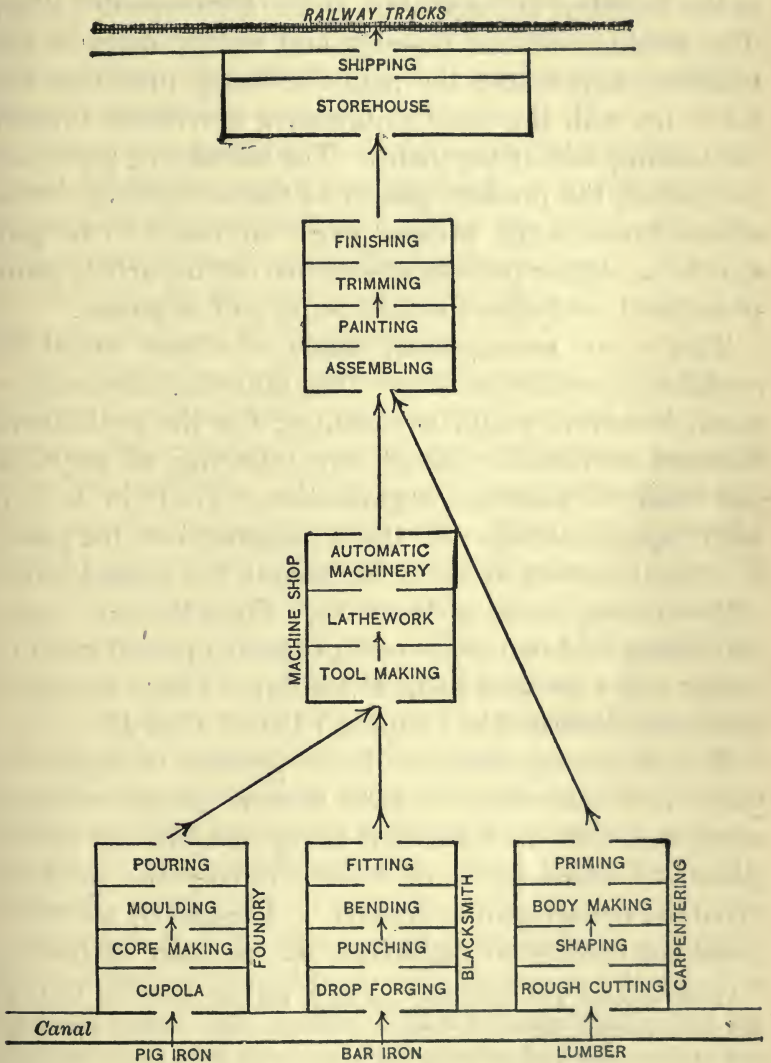 RAILWAY TRACKS
SHIPPING
STOREHOUSE
FINISHING
TRIMMING
PAINTING
ASSEMBLING
MACHINE SHOP
AUTOMATIC
MACHINERY
LATHEWORK
TOOL MAKING
POURING
MOULDING
CORE MAKING
CUPOLA
FOUNDRY
FITTING
BENDING
PUNCHING
DROP FORGING
BLACKSMITH
PRIMING
BODY MAKING
SHAPING
ROUGH CUTTING
CARPENTERING
Canal
PIG IRON
BAR IRON
LUMBER